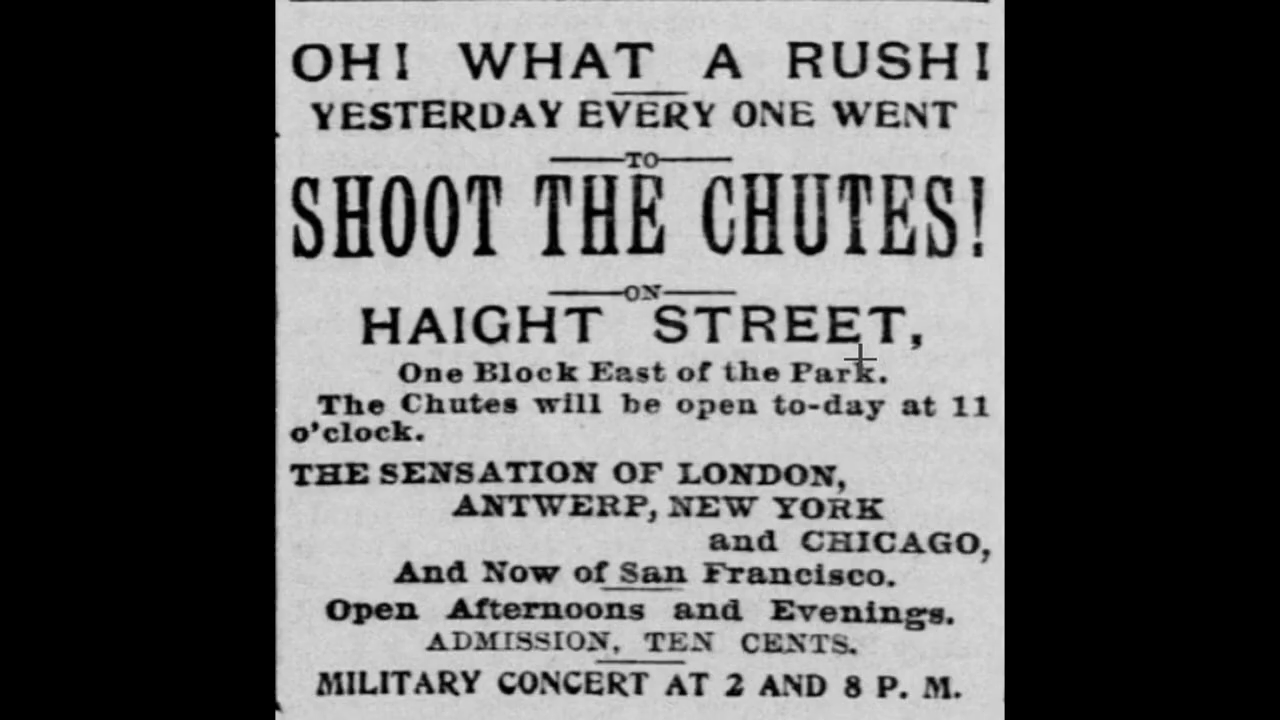 OH! WHAT A RUSH!
YESTERDAY EVERY ONE WENT
TO
SHOOT THE CHUTES!
ON
HAIGHT STREET,
One Block East of the Park.
The Chutes will be open to-day at 11
o'clock.
THE SENSATION OF LONDON,
ANTWERP, NEW YORK
and CHICAGO,
And Now of San Francisco.
Open Afternoons and Evenings.
ADMISSION, TEN CENTS.
MILITARY CONCERT AT 2 AND 8 P. M.